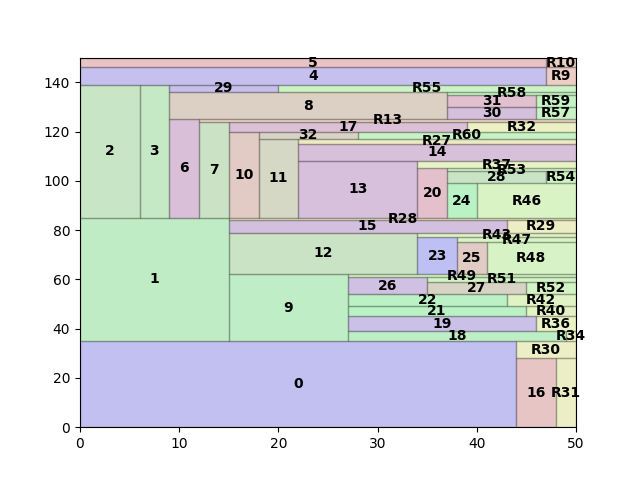 5 R10
4 R9
140
29 R55
R58
8 31 R59
30 R57
R13
120
17 R32
32 R60
R27
14
2 3 6 7 10 11
R37
R53
28 R54
100
13 20 24 R46
80
R28
15 R29
R43
R47
12 23 25 R48
60
1
R49 R51
26 27 R52
9
22 R42
21 R40
40
19 R36
18 R34
R30
20
0 16 R31
0
0 10 20 30 40 50